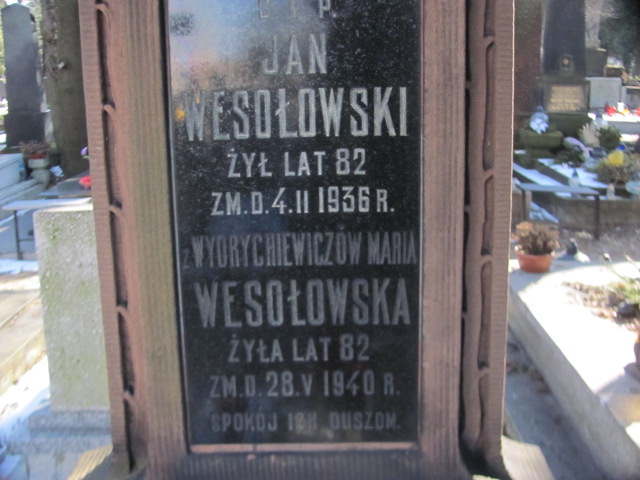 Ś. P.
JAN
WESOŁOWSKI
ŻYŁ LAT 82
ZM.D.4.II 1936 R.
z WYDRYCHIEWICZÓW MARIA
WESOŁOWSKA
ŻYŁA LAT 82
ZM.D.28.V 1940 R.
SPOKÓJ ICH DUSZOM.